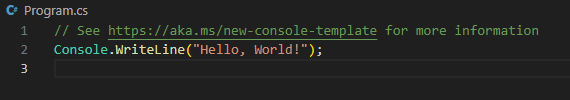 C# Program.cs
1 // See https://aka.ms/new-console-template for more information
2 Console.WriteLine("Hello, World!");
3